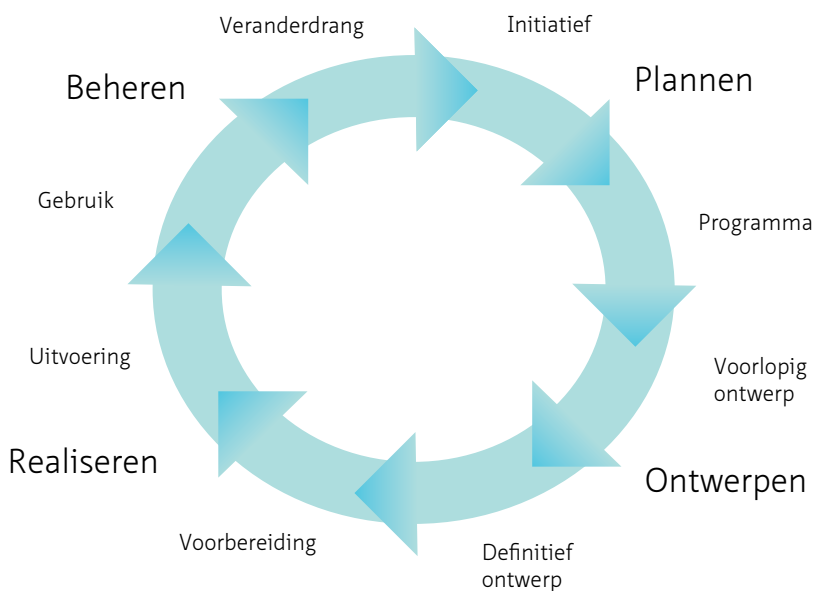 Veranderdrang
Initiatief
Plannen
Programma
Voorlopig
ontwerp
Ontwerpen
Definitief
ontwerp
Voorbereiding
Realiseren
Uitvoering
Gebruik
Beheren